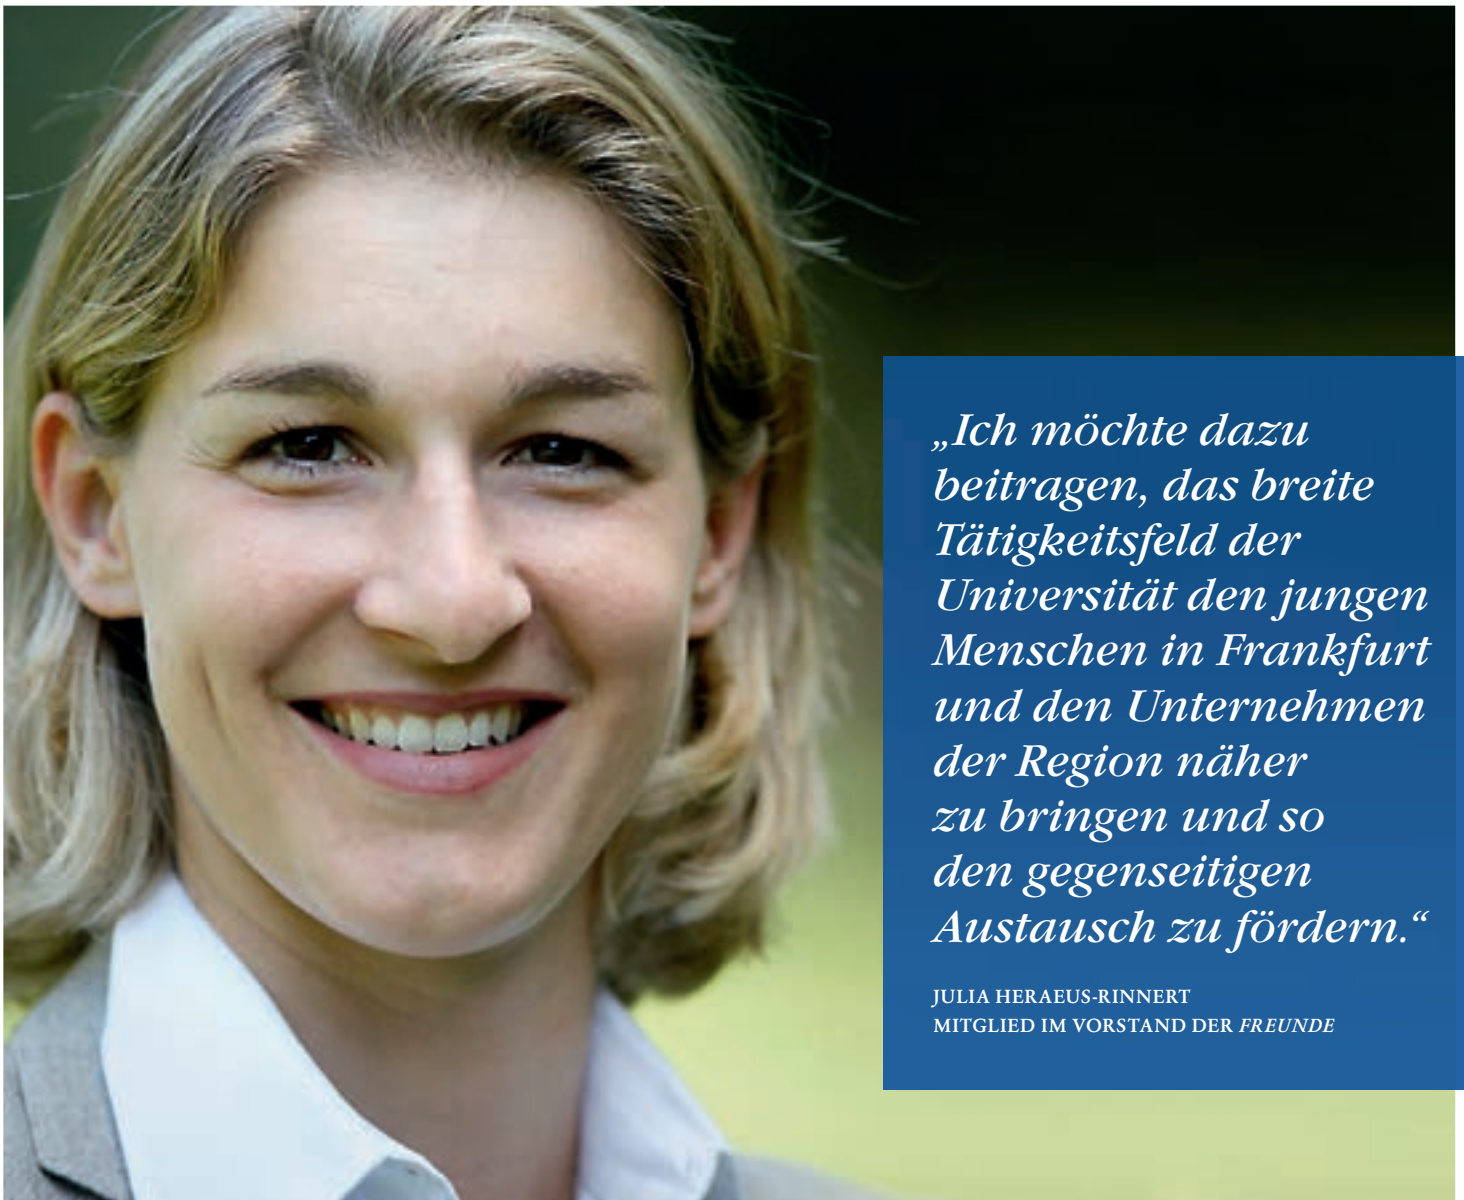 „Ich möchte dazu
beitragen, das breite
Tätigkeitsfeld der
Universität den jungen
Menschen in Frankfurt
und den Unternehmen
der Region näher
zu bringen und so
den gegenseitigen
Austausch zu fördern.“
JULIA HERAEUS-RINNERT
MITGLIED IM VORSTAND DER FREUNDE